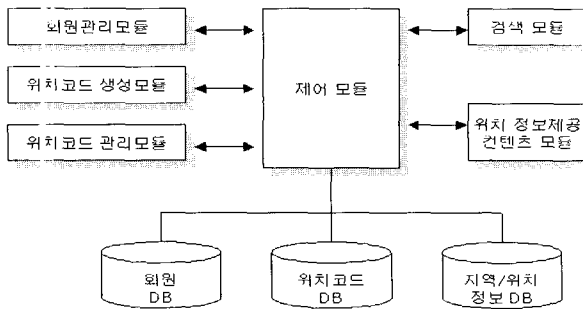 회원관리모듈
검색 모듈
위치코드 생성모듈
제어 모듈
위치코드 관리모듈
위치 정보제공
컨텐츠 모듈
회원
DB
위치코드
DB
지역/위치
정보 DB